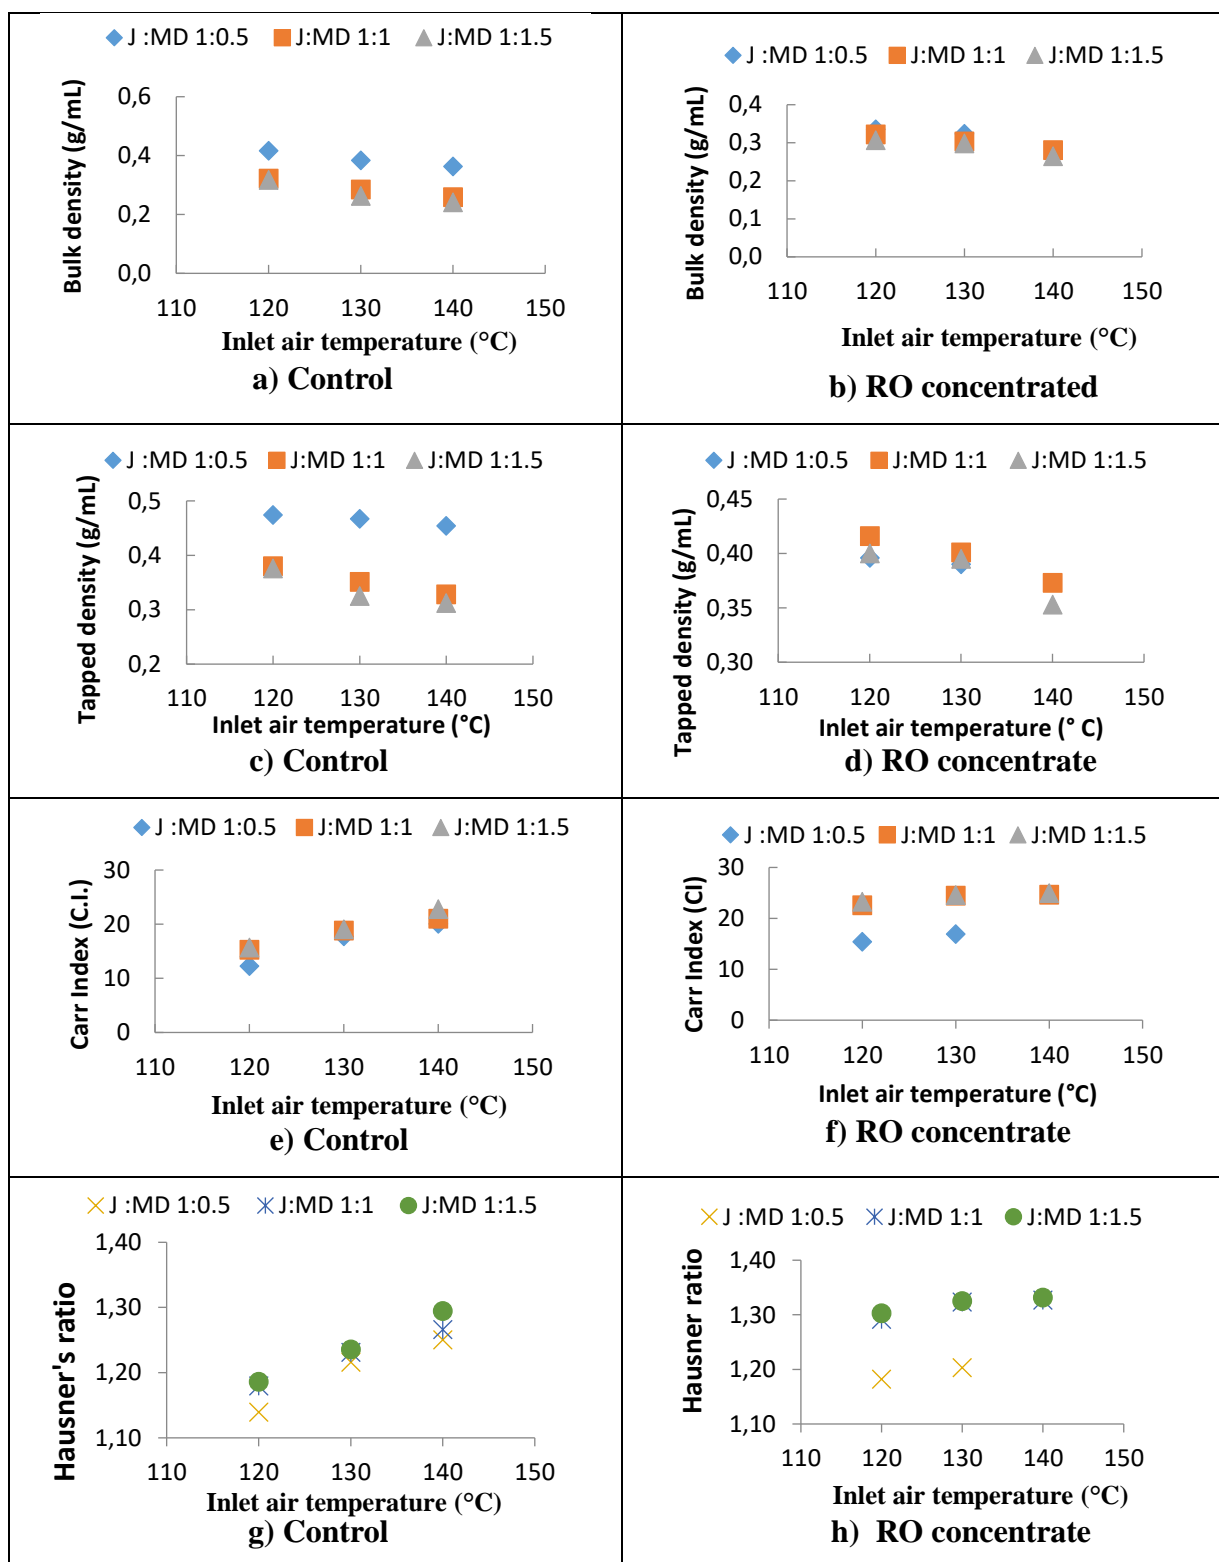 J :MD 1:0.5 J:MD 1:1 J:MD 1:1.5
Bulk density (g/mL)
0,6
0,4
0,2
0,0
110 120 130 140 150
Inlet air temperature (°C)
a) Control
J :MD 1:0.5 J:MD 1:1 J:MD 1:1.5
Bulk density (g/mL)
0,4
0,3
0,2
0,1
0,0
110 120 130 140 150
Inlet air temperature (°C)
b) RO concentrated
J :MD 1:0.5 J:MD 1:1 J:MD 1:1.5
Tapped density (g/mL)
0,5
0,4
0,3
0,2
110 120 130 140 150
Inlet air temperature (°C)
c) Control
J :MD 1:0.5 J:MD 1:1 J:MD 1:1.5
Tapped density (g/mL)
0,45
0,40
0,35
0,30
110 120 130 140 150
Inlet air temperature (° C)
d) RO concentrate
J :MD 1:0.5 J:MD 1:1 J:MD 1:1.5
Carr Index (C.I.)
30
20
10
0
110 120 130 140 150
Inlet air temperature (°C)
e) Control
J :MD 1:0.5 J:MD 1:1 J:MD 1:1.5
Carr Index (CI)
30
20
10
0
110 120 130 140 150
Inlet air temperature (°C)
f) RO concentrate
J :MD 1:0.5 J:MD 1:1 J:MD 1:1.5
Hausner's ratio
1,40
1,30
1,20
1,10
110 120 130 140 150
Inlet air temperature (°C)
g) Control
J :MD 1:0.5 J:MD 1:1 J:MD 1:1.5
Hausner ratio
1,40
1,30
1,20
1,10
110 120 130 140 150
Inlet air temperature (°C)
h) RO concentrate